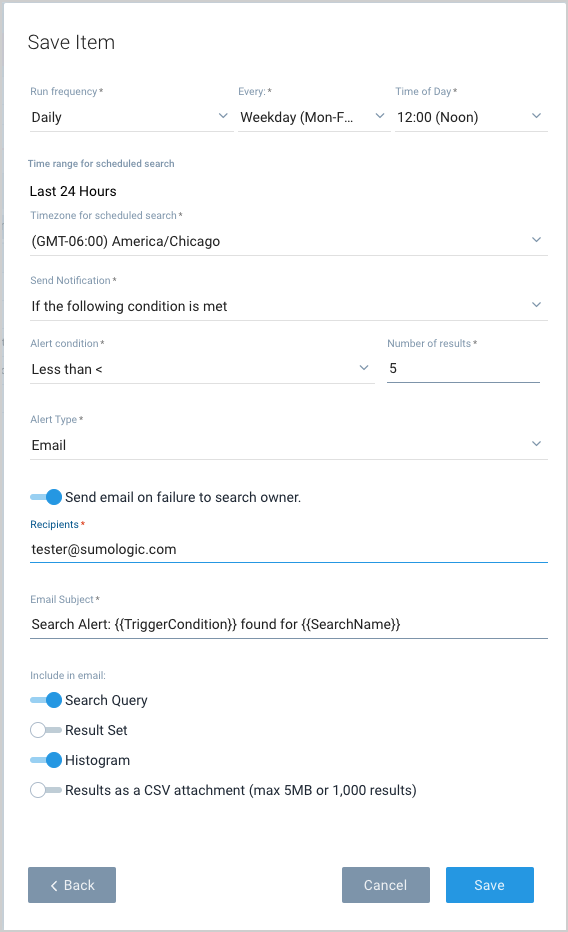 Save Item
Run frequency * Every: * Time of Day *
Daily Weekday (Mon-F... 12:00 (Noon)
Time range for scheduled search
Last 24 Hours
Timezone for scheduled search *
(GMT-06:00) America/Chicago
Send Notification *
If the following condition is met
Alert condition * Number of results *
Less than < 5
Alert Type *
Email
Send email on failure to search owner.
Recipients *
tester@sumologic.com
Email Subject *
Search Alert: {{TriggerCondition}} found for {{SearchName}}
Include in email:
Search Query
Result Set
Histogram
Results as a CSV attachment (max 5MB or 1,000 results)
Back Cancel Save